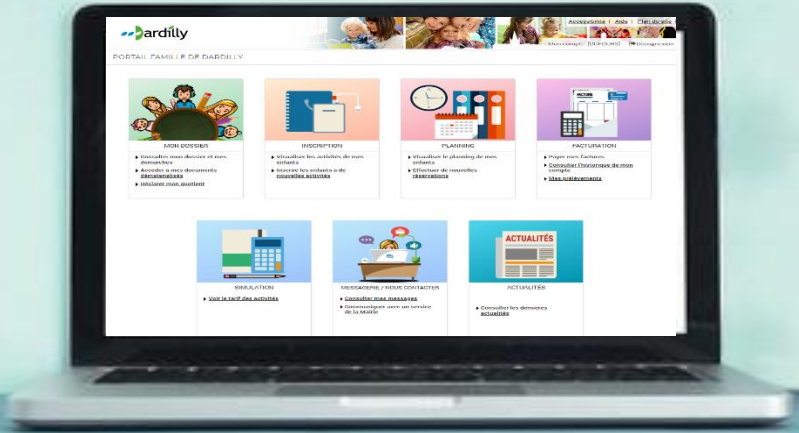 Dardilly
Accessibilité | Aide | Plan du site
Mon compte (DUFOURS) Déconnexion
PORTAIL FAMILLE DE DARDILLY
MON DOSSIER
Consulter mon dossier et mes
démarches
Accéder à mes documents
dématérialisés
Déclarer mon quotient
INSCRIPTION
Visualiser les activités de mes
enfants
Inscrire les enfants à de
nouvelles activités
PLANNING
Visualiser le planning de mes
enfants
Effectuer de nouvelles
réservations
FACTURE
FACTURATION
Payer mes factures
Consulter l'historique de mon
compte
Mes prélèvements
SIMULATION
Voir le tarif des activités
MESSAGERIE / NOUS CONTACTER
Consulter mes messages
Communiquer avec un service
de la Mairie
ACTUALITÉS
ACTUALITÉS
Consulter les dernières
actualités